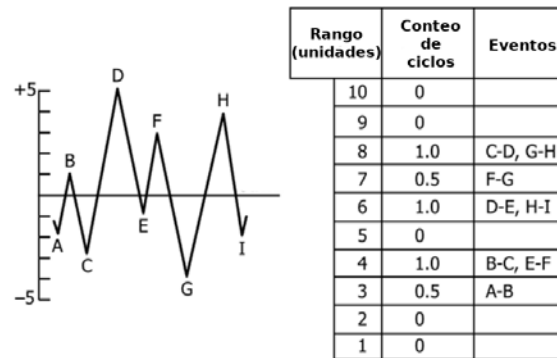 +5
−5
A
B
C
D
E
F
G
H
I
Rango (unidades) Conteo de ciclos Eventos
10 0
9 0
8 1.0 C-D, G-H
7 0.5 F-G
6 1.0 D-E, H-I
5 0
4 1.0 B-C, E-F
3 0.5 A-B
2 0
1 0